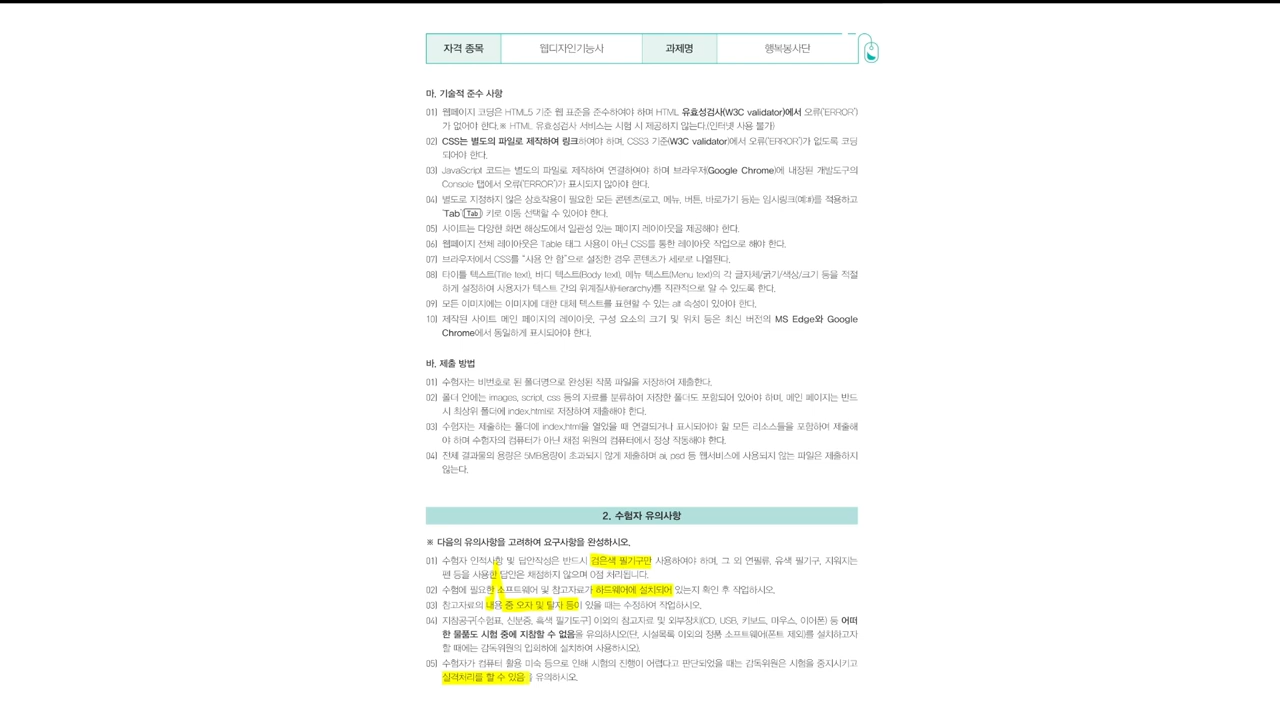 자격 종목 웹디자인기능사 과제명 행복봉사단
마. 기술적 준수 사항
01) 웹페이지 코딩은 HTML5 기준 웹 표준을 준수하여야 하며 HTML 유효성검사(W3C validator)에서 오류('ERROR')
가 없어야 한다.※ HTML 유효성검사 서비스는 시험 시 제공하지 않는다.(인터넷 사용 불가)
02) CSS는 별도의 파일로 제작하여 링크하여야 하며, CSS3 기준(W3C validator)에서 오류('ERROR')가 없도록 코딩
되어야 한다.
03) JavaScript 코드는 별도의 파일로 제작하여 연결하여야 하며 브라우저(Google Chrome)에 내장된 개발도구의
Console 탭에서 오류('ERROR')가 표시되지 않아야 한다.
04) 별도로 지정하지 않은 상호작용이 필요한 모든 콘텐츠(로고, 메뉴, 버튼, 바로가기 등)는 임시링크(예:#)를 적용하고
'Tab'(Tab) 키로 이동 선택할 수 있어야 한다.
05) 사이트는 다양한 화면 해상도에서 일관성 있는 페이지 레이아웃을 제공해야 한다.
06) 웹페이지 전체 레이아웃은 Table 태그 사용이 아닌 CSS를 통한 레이아웃 작업으로 해야 한다.
07) 브라우저에서 CSS를 "사용 안 함"으로 설정한 경우 콘텐츠가 세로로 나열된다.
08) 타이틀 텍스트(Title text), 바디 텍스트(Body text), 메뉴 텍스트(Menu text)의 각 글자체/굵기/색상/크기 등을 적절
하게 설정하여 사용자가 텍스트 간의 위계질서(Hierarchy)를 직관적으로 알 수 있도록 한다.
09) 모든 이미지에는 이미지에 대한 대체 텍스트를 표현할 수 있는 alt 속성이 있어야 한다.
10) 제작된 사이트 메인 페이지의 레이아웃, 구성 요소의 크기 및 위치 등은 최신 버전의 MS Edge와 Google
Chrome에서 동일하게 표시되어야 한다.
바. 제출 방법
01) 수험자는 비번호로 된 폴더명으로 완성된 작품 파일을 저장하여 제출한다.
02) 폴더 안에는 images, script, css 등의 자료를 분류하여 저장한 폴더도 포함되어 있어야 하며, 메인 페이지는 반드
시 최상위 폴더에 index.html로 저장하여 제출해야 한다.
03) 수험자는 제출하는 폴더에 index.html을 열었을 때 연결되거나 표시되어야 할 모든 리소스들을 포함하여 제출해
야 하며 수험자의 컴퓨터가 아닌 채점 위원의 컴퓨터에서 정상 작동해야 한다.
04) 전체 결과물의 용량은 5MB용량이 초과되지 않게 제출하며 ai, psd 등 웹서비스에 사용되지 않는 파일은 제출하지
않는다.
2. 수험자 유의사항
※ 다음의 유의사항을 고려하여 요구사항을 완성하시오.
01) 수험자 인적사항 및 답안작성은 반드시 검은색 필기구만 사용하여야 하며, 그 외 연필류, 유색 필기구, 지워지는
펜 등을 사용한 답안은 채점하지 않으며 0점 처리됩니다.
02) 수험에 필요한 소프트웨어 및 참고자료가 하드웨어에 설치되어 있는지 확인 후 작업하시오.
03) 참고자료의 내용 중 오자 및 탈자 등이 있을 때는 수정하여 작업하시오.
04) 지참공구[수험표, 신분증, 흑색 필기도구] 이외의 참고자료 및 외부장치(CD, USB, 키보드, 마우스, 이어폰) 등 어떠
한 물품도 시험 중에 지참할 수 없음을 유의하시오(단, 시설목록 이외의 정품 소프트웨어(폰트 제외)를 설치하고자
할 때에는 감독위원의 입회하에 설치하여 사용하시오).
05) 수험자가 컴퓨터 활용 미숙 등으로 인해 시험의 진행이 어렵다고 판단되었을 때는 감독위원은 시험을 중지시키고
실격처리를 할 수 있음을 유의하시오.